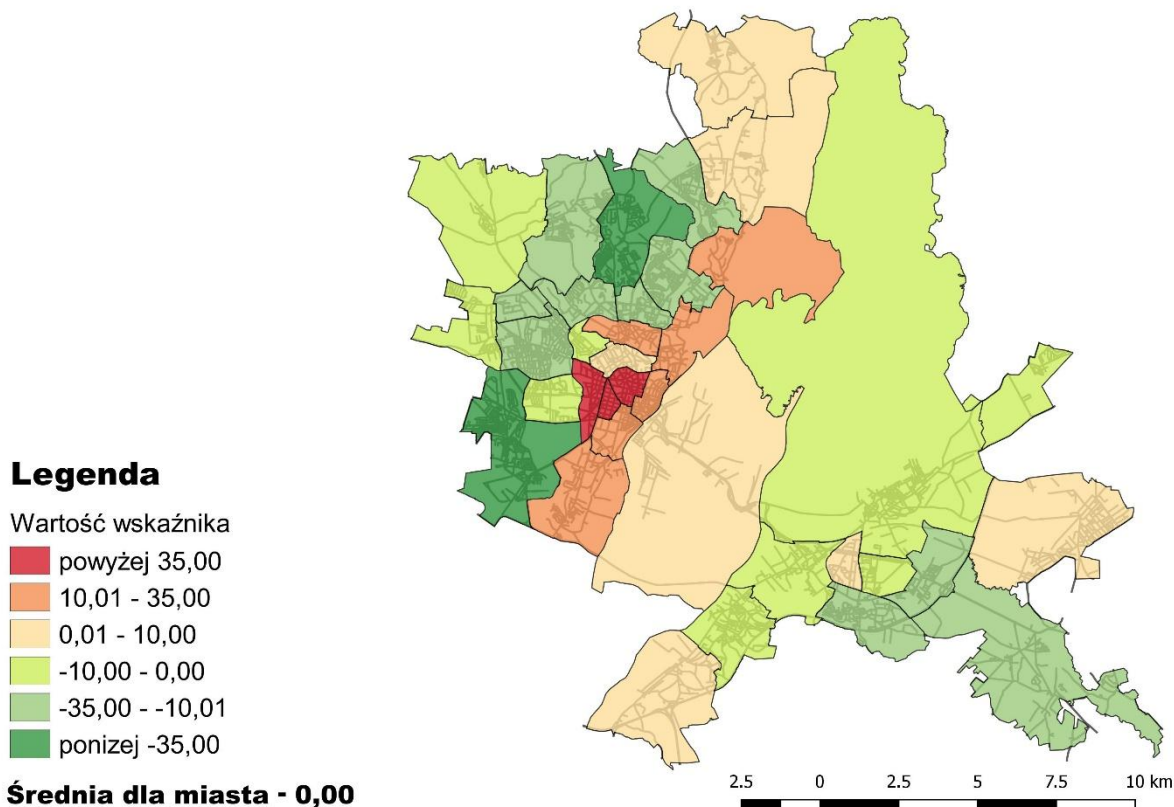 Legenda
Wartość wskaźnika
powyżej 35,00
10,01 - 35,00
0,01 - 10,00
-10,00 - 0,00
-35,00 - -10,01
ponizej -35,00
Średnia dla miasta - 0,00
2.5 0 2.5 5 7.5 10 km